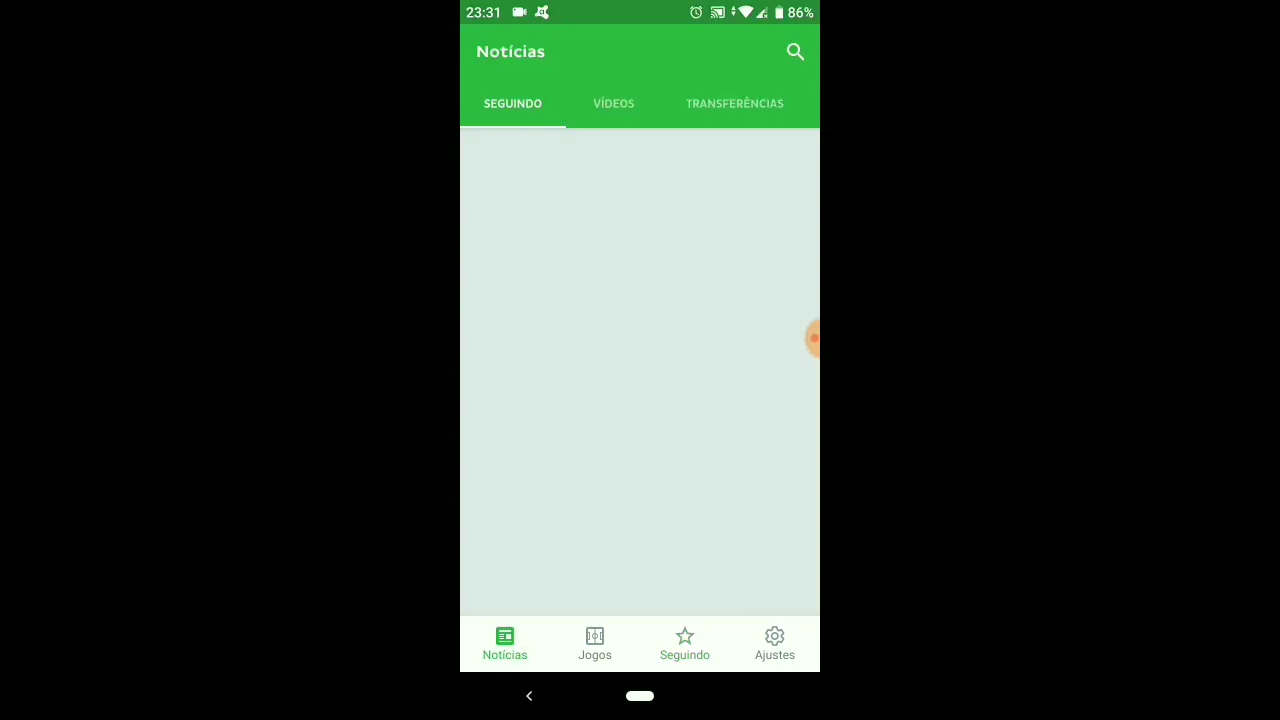 23:31 86%
Notícias
SEGUINDO VÍDEOS TRANSFERÊNCIAS
Notícias Jogos Seguindo Ajustes